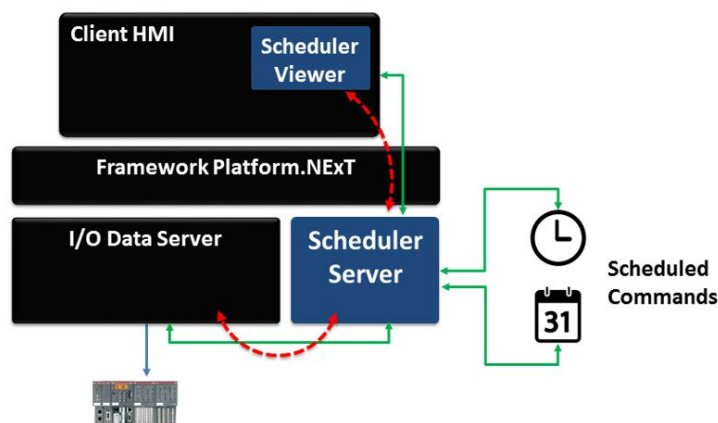 Client HMI
Scheduler
Viewer
Framework Platform.NExT
I/O Data Server
Scheduler
Server
Scheduled
Commands
31